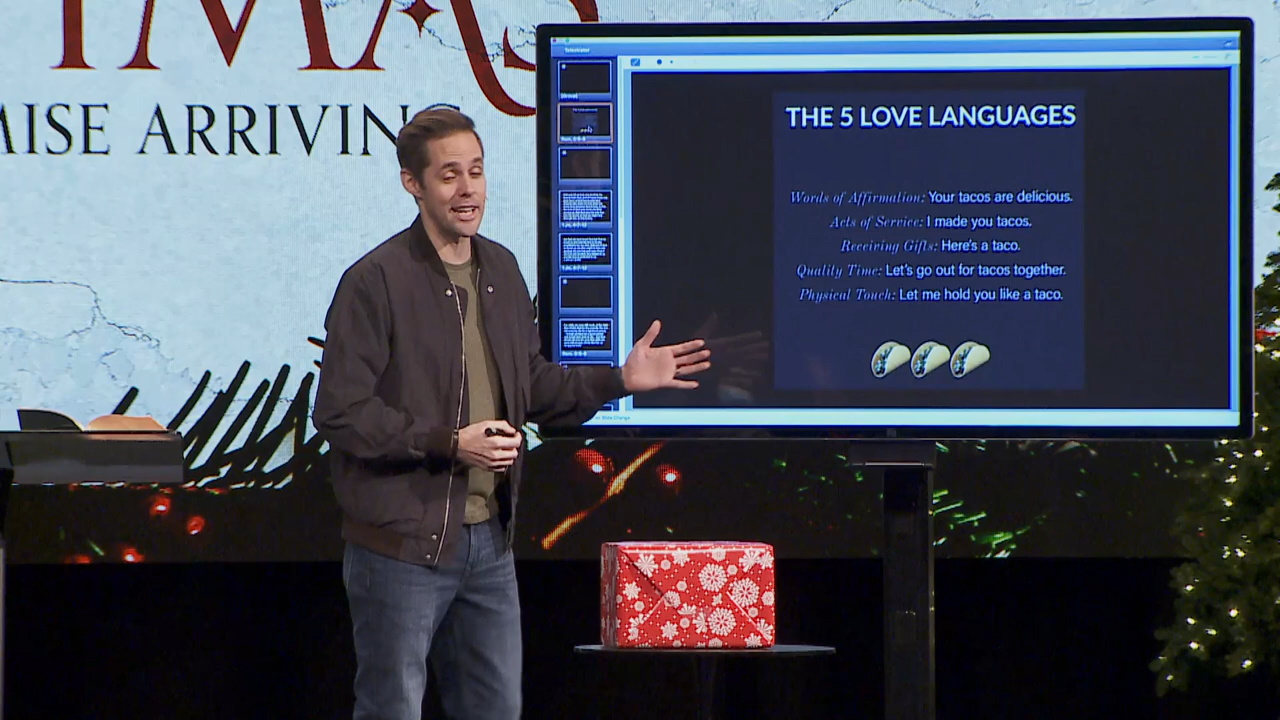 TMAS
MISE ARRIVING
THE 5 LOVE LANGUAGES
Words of Affirmation: Your tacos are delicious.
Acts of Service: I made you tacos.
Receiving Gifts: Here's a taco.
Quality Time: Let's go out for tacos together.
Physical Touch: Let me hold you like a taco.